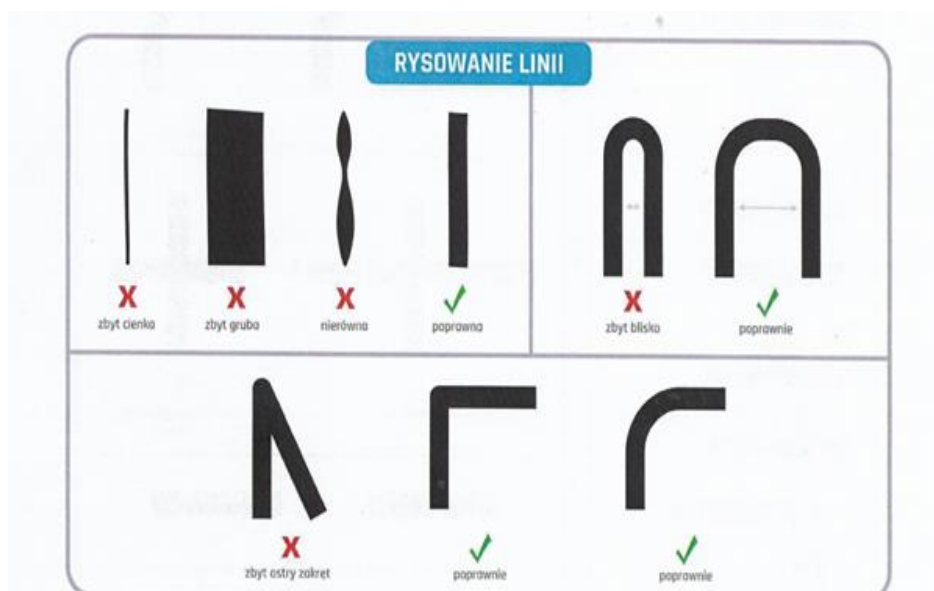 RYSOWANIE LINII
X X X
zbyt cienka zbyt gruba nierówna poprawna
X
zbyt blisko poprawnie
X
zbyt ostry zakręt poprawnie poprawnie